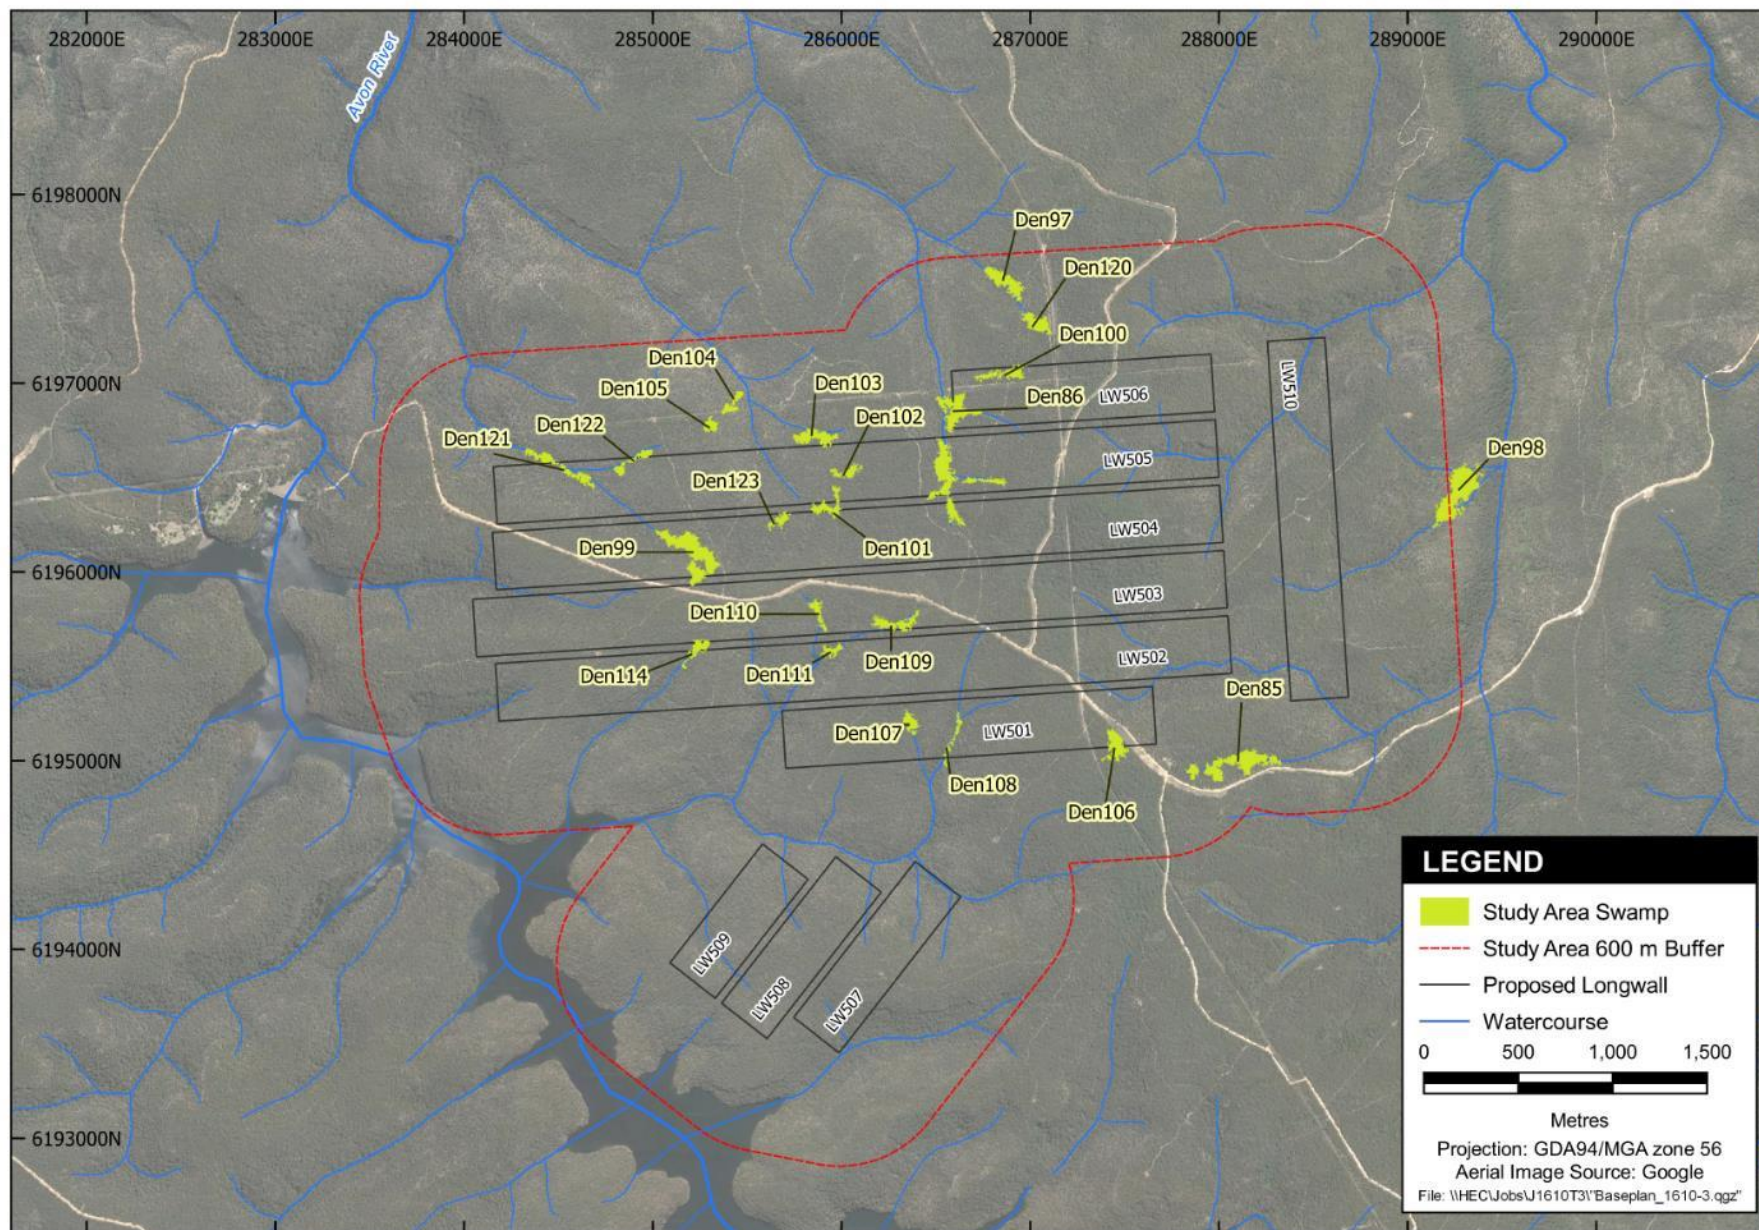 282000E
283000E
284000E
285000E
286000E
287000E
288000E
289000E
290000E
Avon River
6198000N
6197000N
6196000N
6195000N
6194000N
6193000N
Den97
Den120
Den100
Den104
Den105
Den103
Den86
LW506
LW510
Den102
Den122
Den121
LW505
Den98
Den123
LW504
Den99
Den101
LW503
Den110
Den109
LW502
Den114
Den111
Den85
Den107
LW501
Den108
Den106
LW509
LW508
LW507
LEGEND
Study Area Swamp
Study Area 600 m Buffer
Proposed Longwall
Watercourse
0 500 1,000 1,500
Metres
Projection: GDA94/MGA zone 56
Aerial Image Source: Google
File: \\HEC\Jobs\J1610T3\"Baseplan_1610-3.qgz"